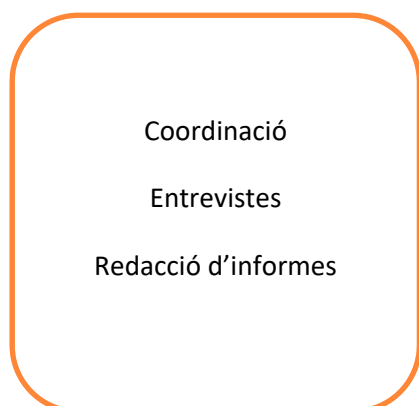 Coordinació
Entrevistes
Redacció d’informes